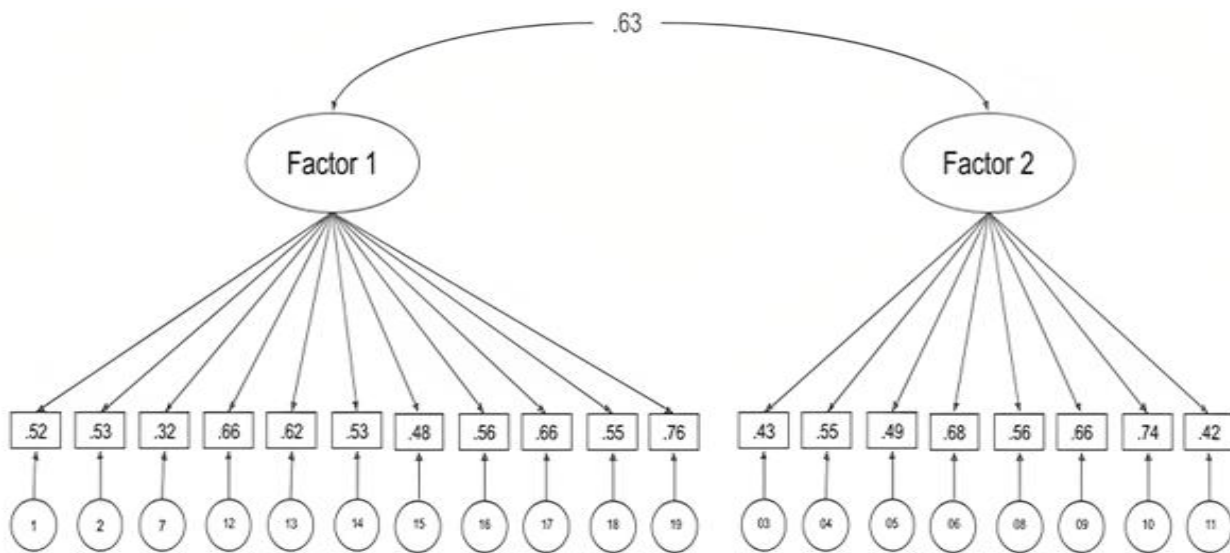 .63
Factor 1 Factor 2
.52 .53 .32 .66 .62 .53 .48 .56 .66 .55 .76 .43 .55 .49 .68 .56 .66 .74 .42
1 2 7 12 13 14 15 16 17 18 19 03 04 05 06 08 09 10 11